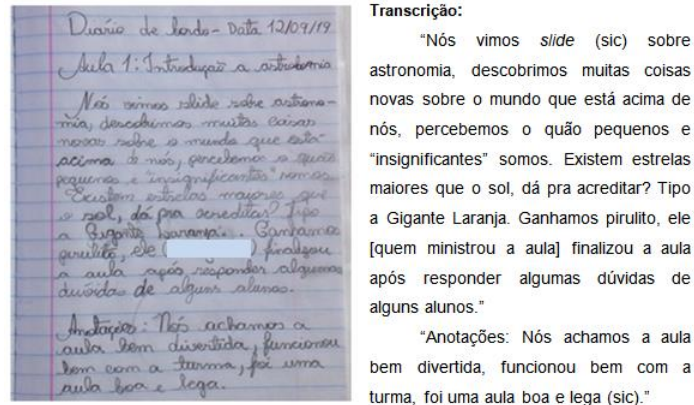 Diário de bordo - Data 12/09/19
Aula 1: Introdução a astronomia
Nós vimos slide sobre astrono-
mia, descobrimos muitas coisas
novas sobre o mundo que está
acima de nós, percebemos o quão
pequenos e "insignificantes" somos.
Existem estrelas maiores que
o sol, dá pra acreditar? Tipo
a Gigante Laranja. Ganhamos
pirulito, ele ( ) finalizou
a aula após responder algumas
dúvidas de alguns alunos.
Anotações: Nós achamos a
aula bem divertida, funcionou
bem com a turma, foi uma
aula boa e lega.
Transcrição:
"Nós vimos slide (sic) sobre
astronomia, descobrimos muitas coisas
novas sobre o mundo que está acima de
nós, percebemos o quão pequenos e
"insignificantes" somos. Existem estrelas
maiores que o sol, dá pra acreditar? Tipo
a Gigante Laranja. Ganhamos pirulito, ele
[quem ministrou a aula] finalizou a aula
após responder algumas dúvidas de
alguns alunos."
"Anotações: Nós achamos a aula
bem divertida, funcionou bem com a
turma, foi uma aula boa e lega (sic)."